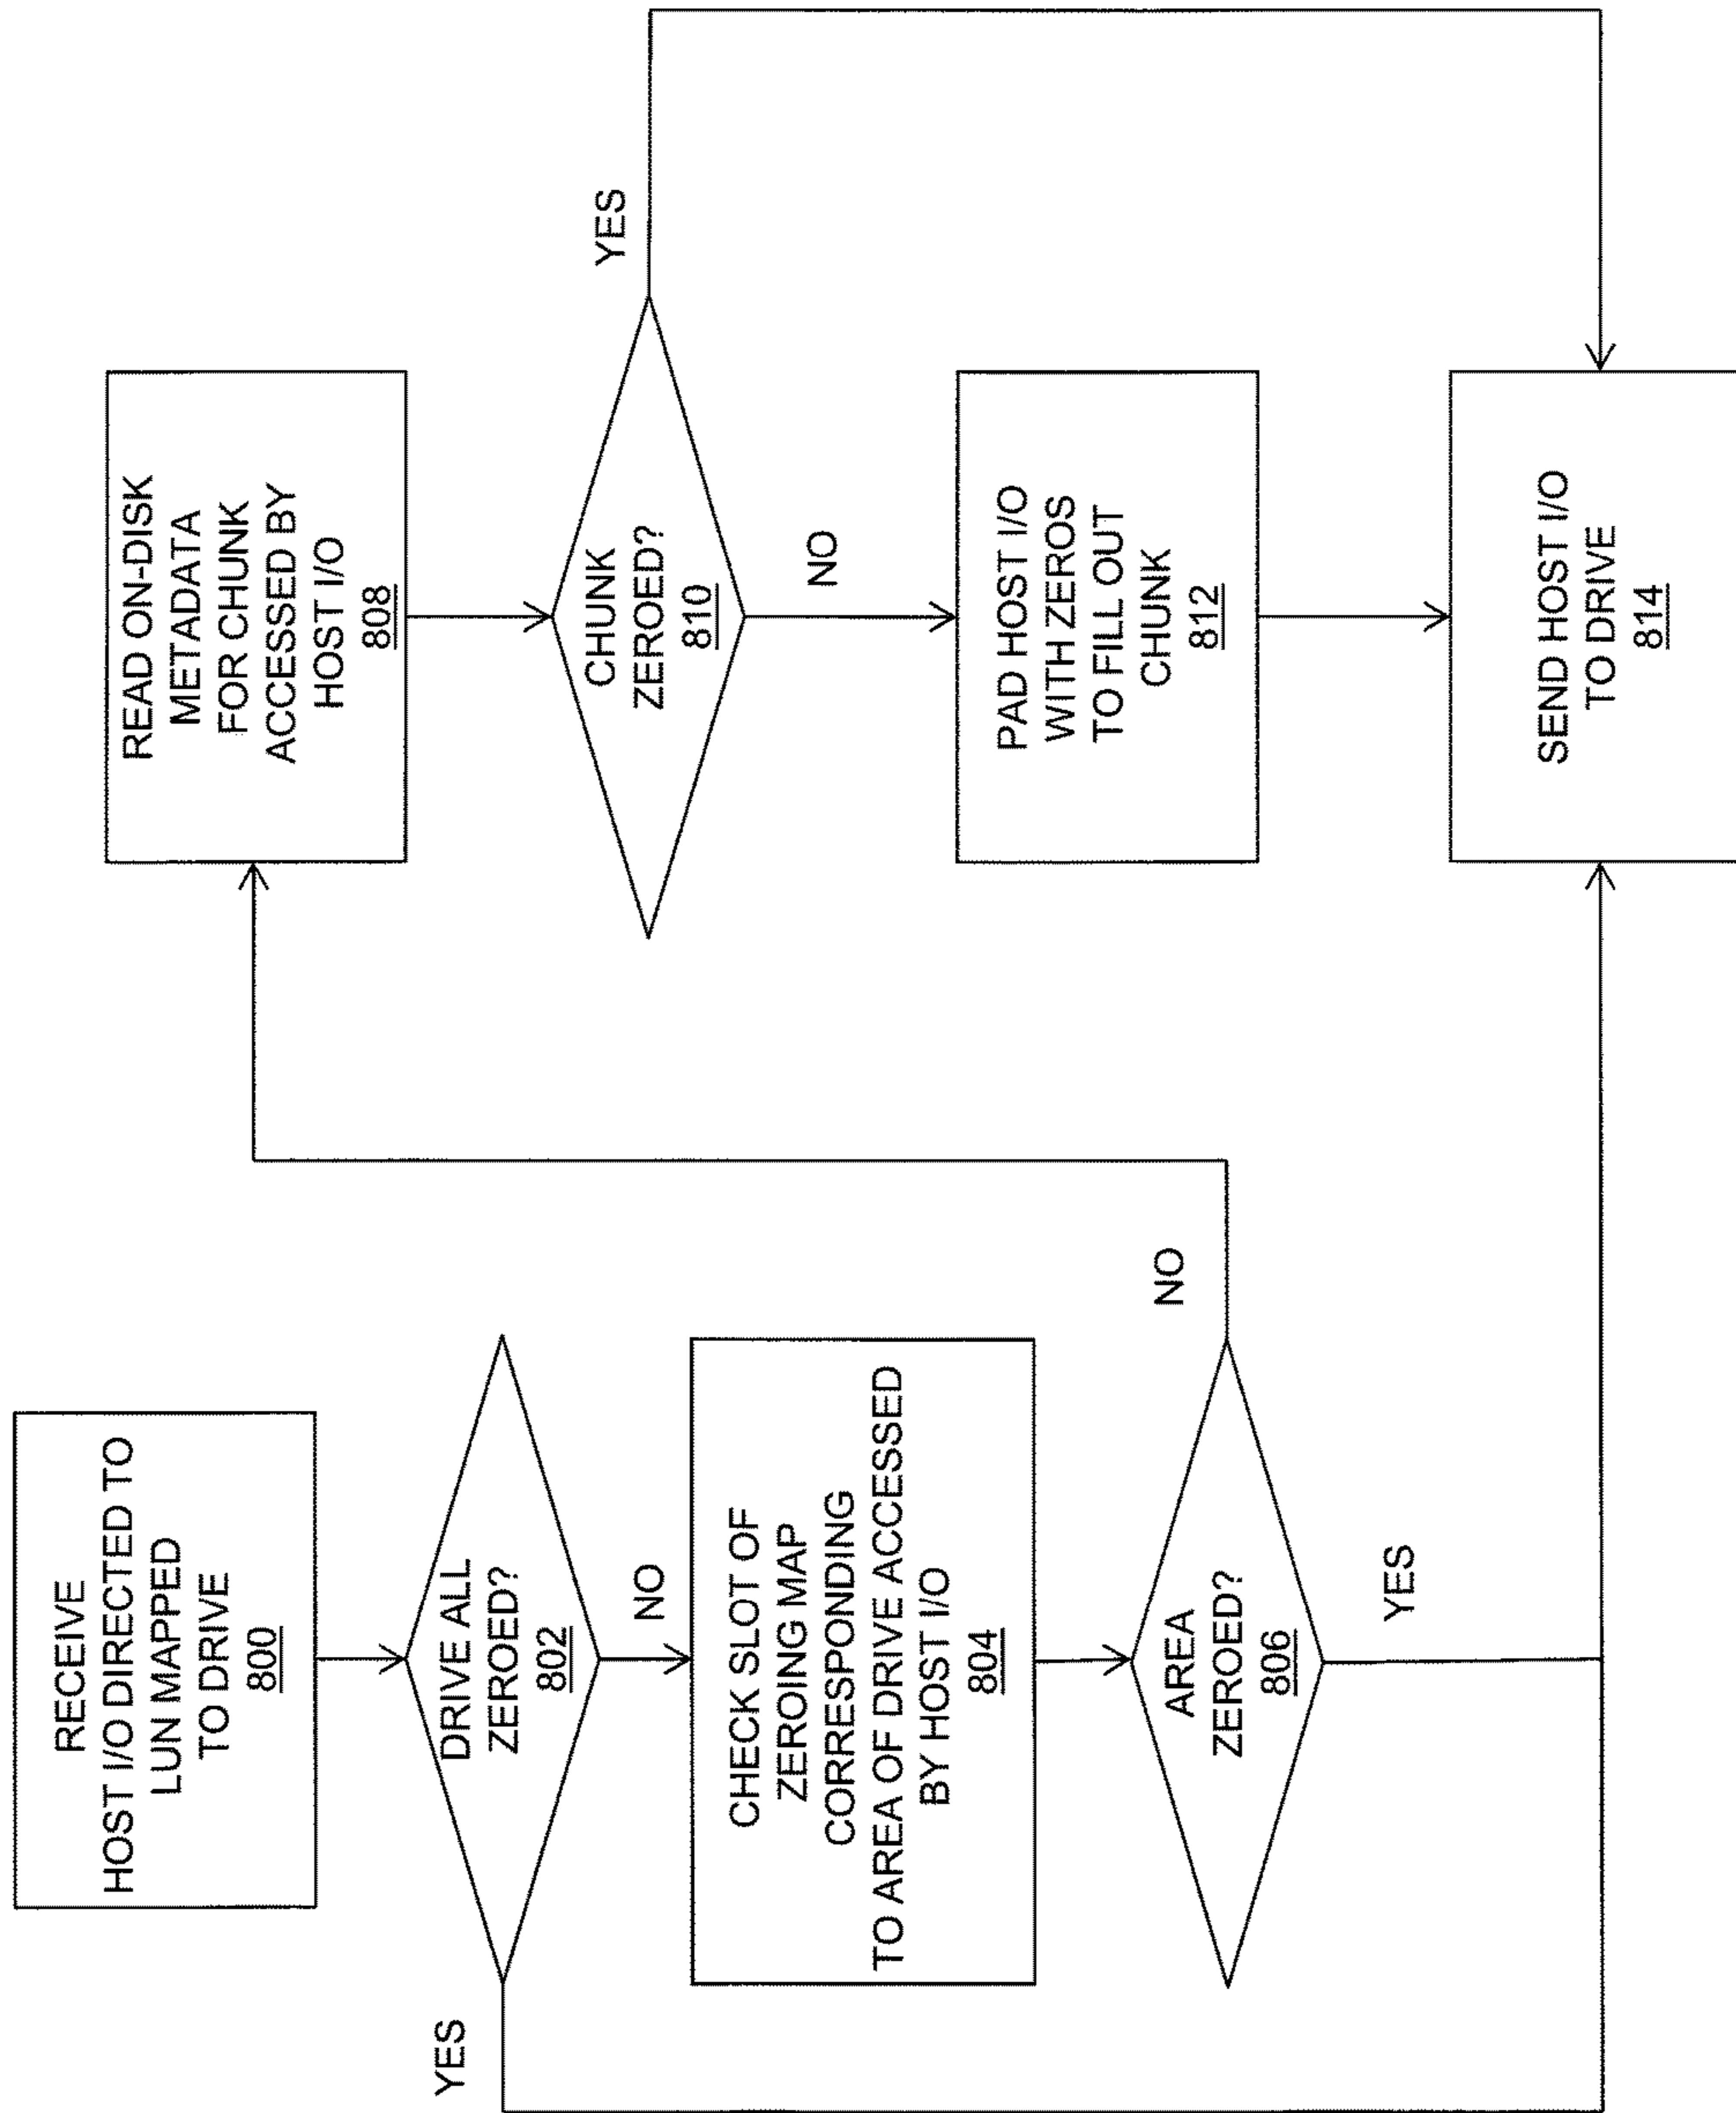 RECEIVE
HOST I/O DIRECTED TO
LUN MAPPED
TO DRIVE
800
DRIVE ALL
ZEROED?
802
YES
NO
CHECK SLOT OF
ZEROING MAP
CORRESPONDING
TO AREA OF DRIVE ACCESSED
BY HOST I/O
804
AREA
ZEROED?
806
NO
YES
READ ON-DISK
METADATA
FOR CHUNK
ACCESSED BY
HOST I/O
808
CHUNK
ZEROED?
810
YES
NO
PAD HOST I/O
WITH ZEROS
TO FILL OUT
CHUNK
812
SEND HOST I/O
TO DRIVE
814